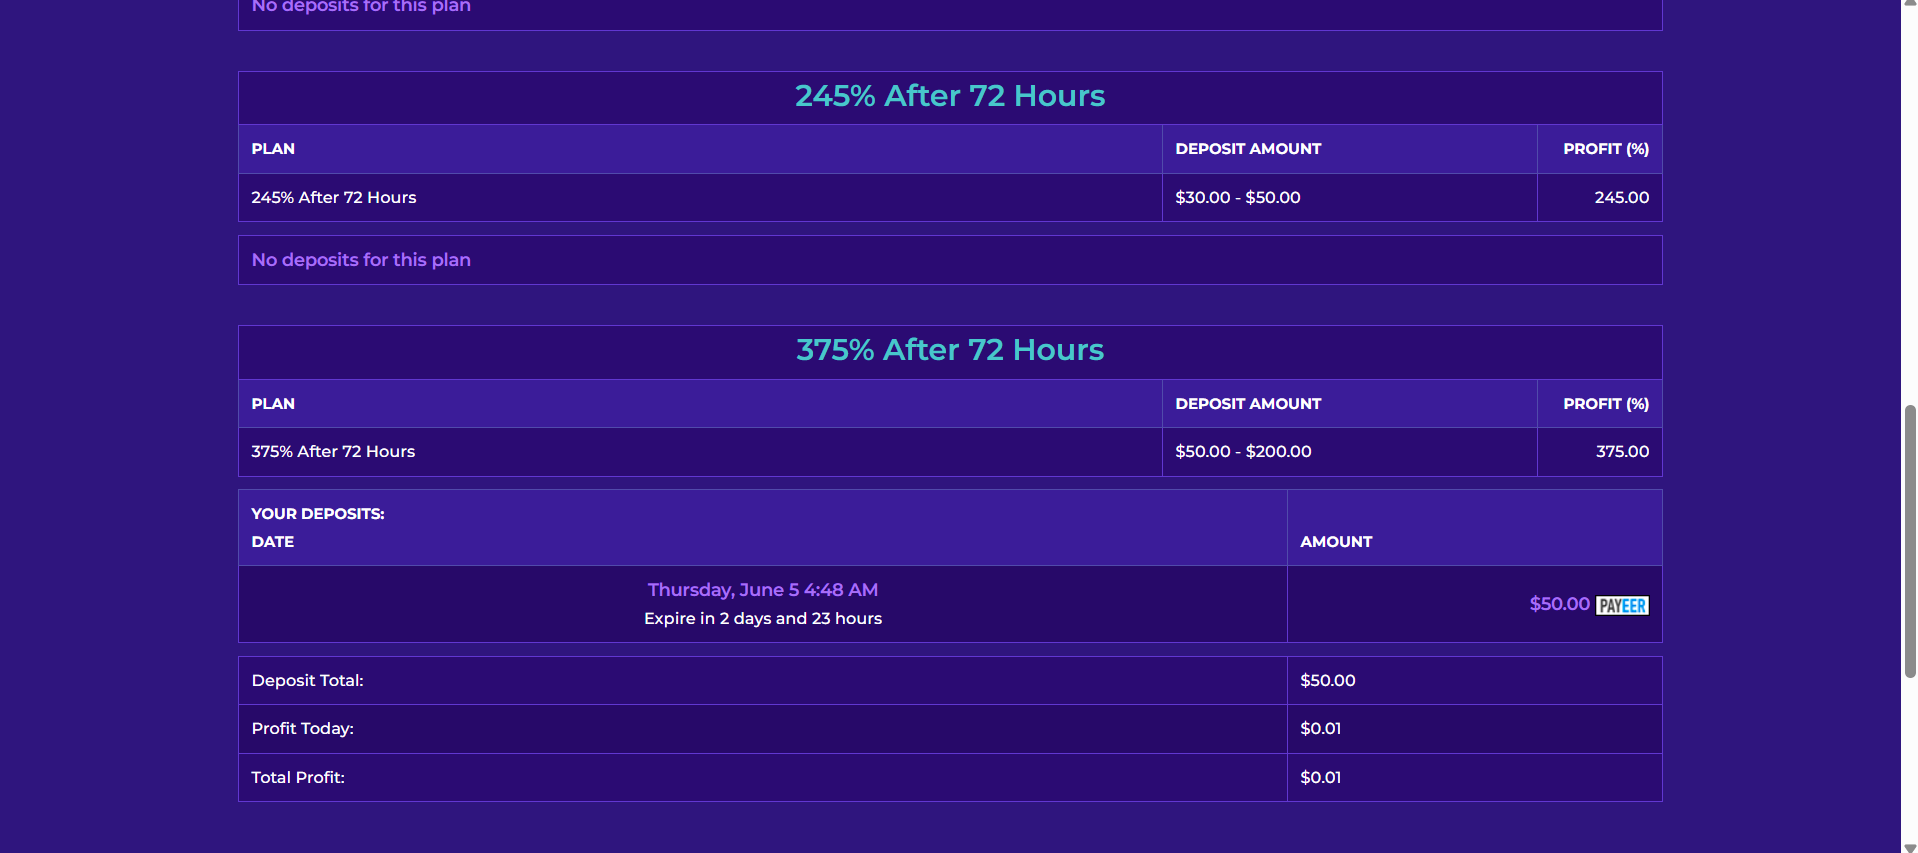 No deposits for this plan
245% After 72 Hours
PLAN DEPOSIT AMOUNT PROFIT (%)
245% After 72 Hours $30.00 - $50.00 245.00
No deposits for this plan
375% After 72 Hours
PLAN DEPOSIT AMOUNT PROFIT (%)
375% After 72 Hours $50.00 - $200.00 375.00
YOUR DEPOSITS:
DATE AMOUNT
Thursday, June 5 4:48 AM
Expire in 2 days and 23 hours
$50.00 PAYEER
Deposit Total: $50.00
Profit Today: $0.01
Total Profit: $0.01